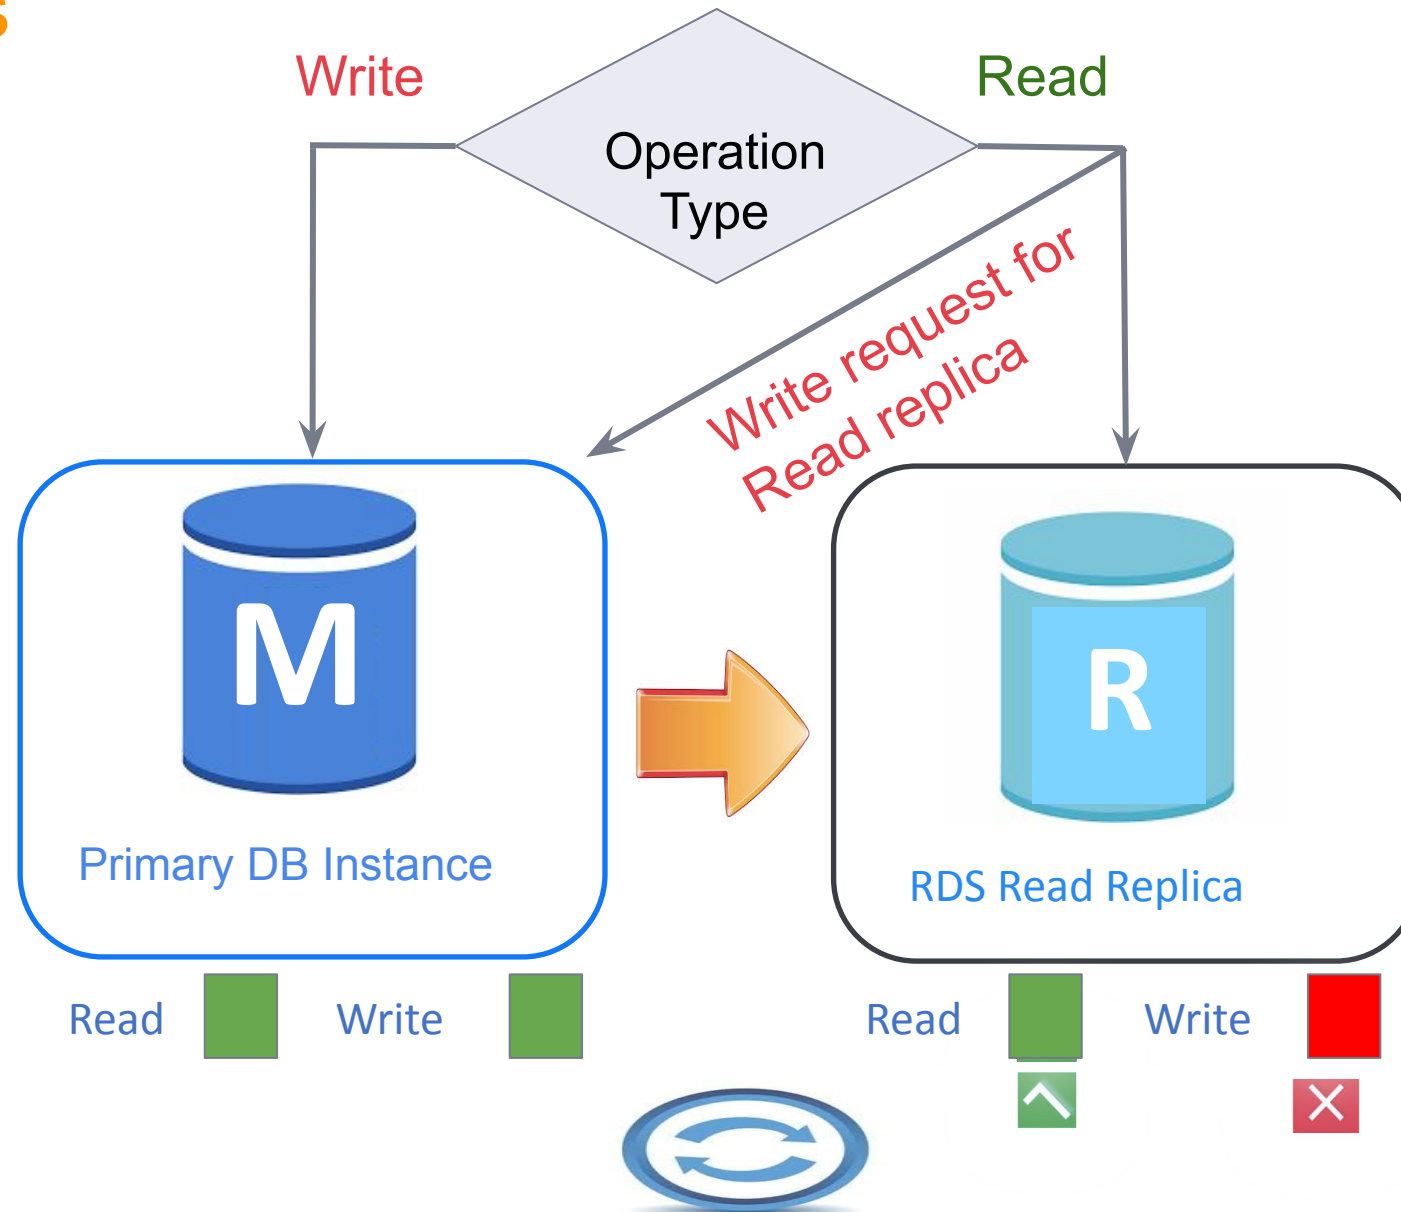 s
Write
Read
Operation
Type
Write request for
Read replica
M
R
Primary DB Instance
RDS Read Replica
Read Write
Read Write